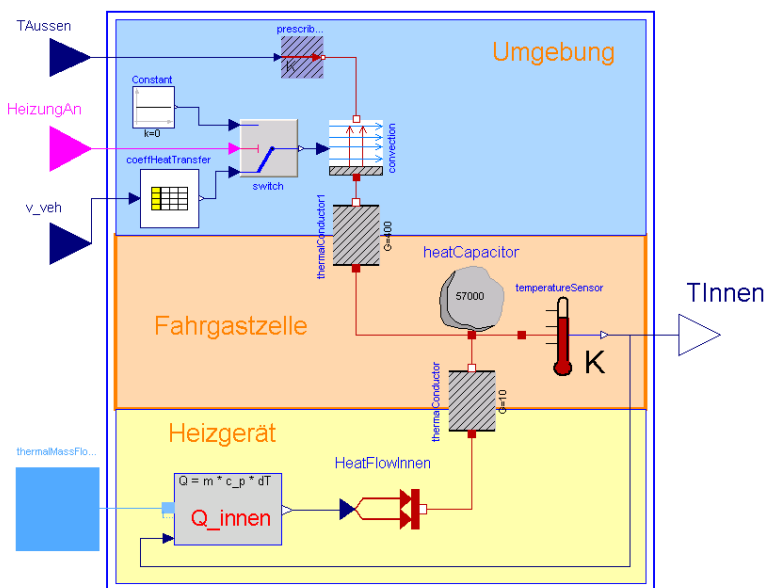 TAussen
prescrib...
Umgebung
K
Constant
k=0
HeizungAn
coeffHeatTransfer
switch
convection
v_veh
thermalConductor1
G=400
heatCapacitor
57000
temperatureSensor
TInnen
Fahrgastzelle
K
thermalConductor
G=10
Heizgerät
thermalMassFlo...
HeatFlowInnen
Q = m * c_p * dT
Q_innen